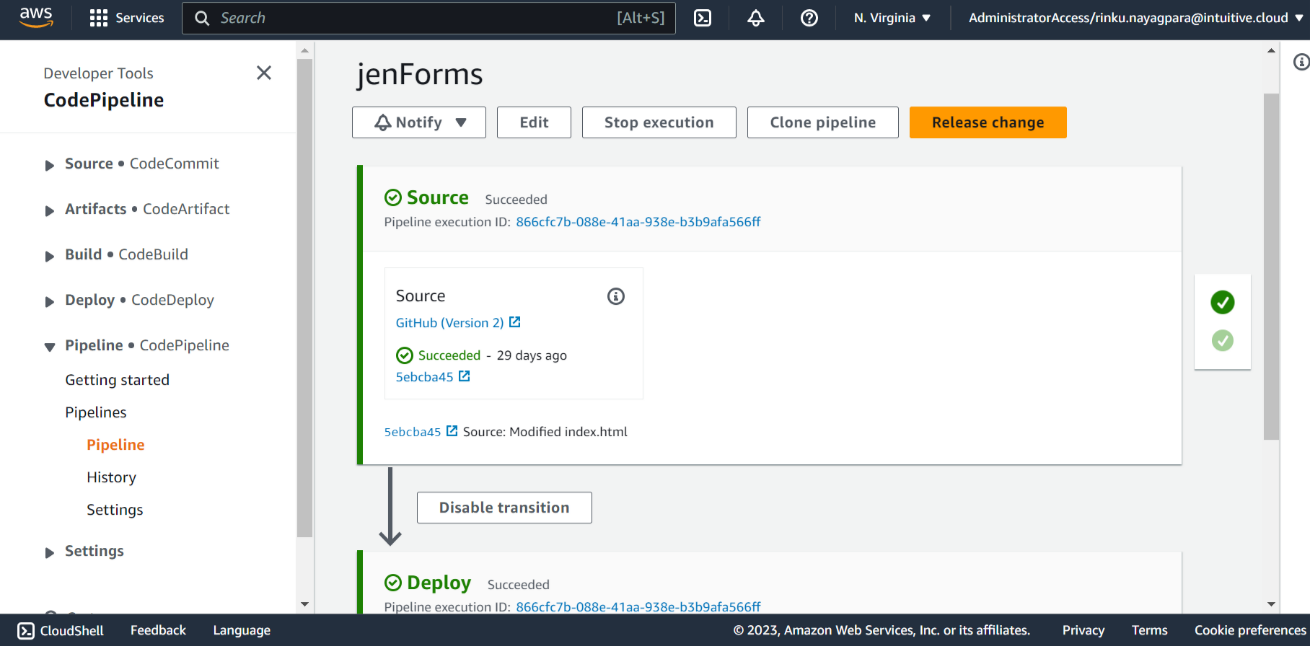 aws
Services
Search
[Alt+S]
N. Virginia
AdministratorAccess/rinku.nayagpara@intuitive.cloud
Developer Tools
CodePipeline
Source • CodeCommit
Artifacts • CodeArtifact
Build • CodeBuild
Deploy • CodeDeploy
Pipeline • CodePipeline
Getting started
Pipelines
Pipeline
History
Settings
Settings
jenForms
Notify
Edit
Stop execution
Clone pipeline
Release change
Source Succeeded
Pipeline execution ID: 866cfc7b-088e-41aa-938e-b3b9afa566ff
Source
GitHub (Version 2)
Succeeded - 29 days ago
5ebcba45
5ebcba45 Source: Modified index.html
Disable transition
Deploy Succeeded
Pipeline execution ID: 866cfc7b-088e-41aa-938e-b3b9afa566ff
CloudShell
Feedback
Language
© 2023, Amazon Web Services, Inc. or its affiliates.
Privacy
Terms
Cookie preferences